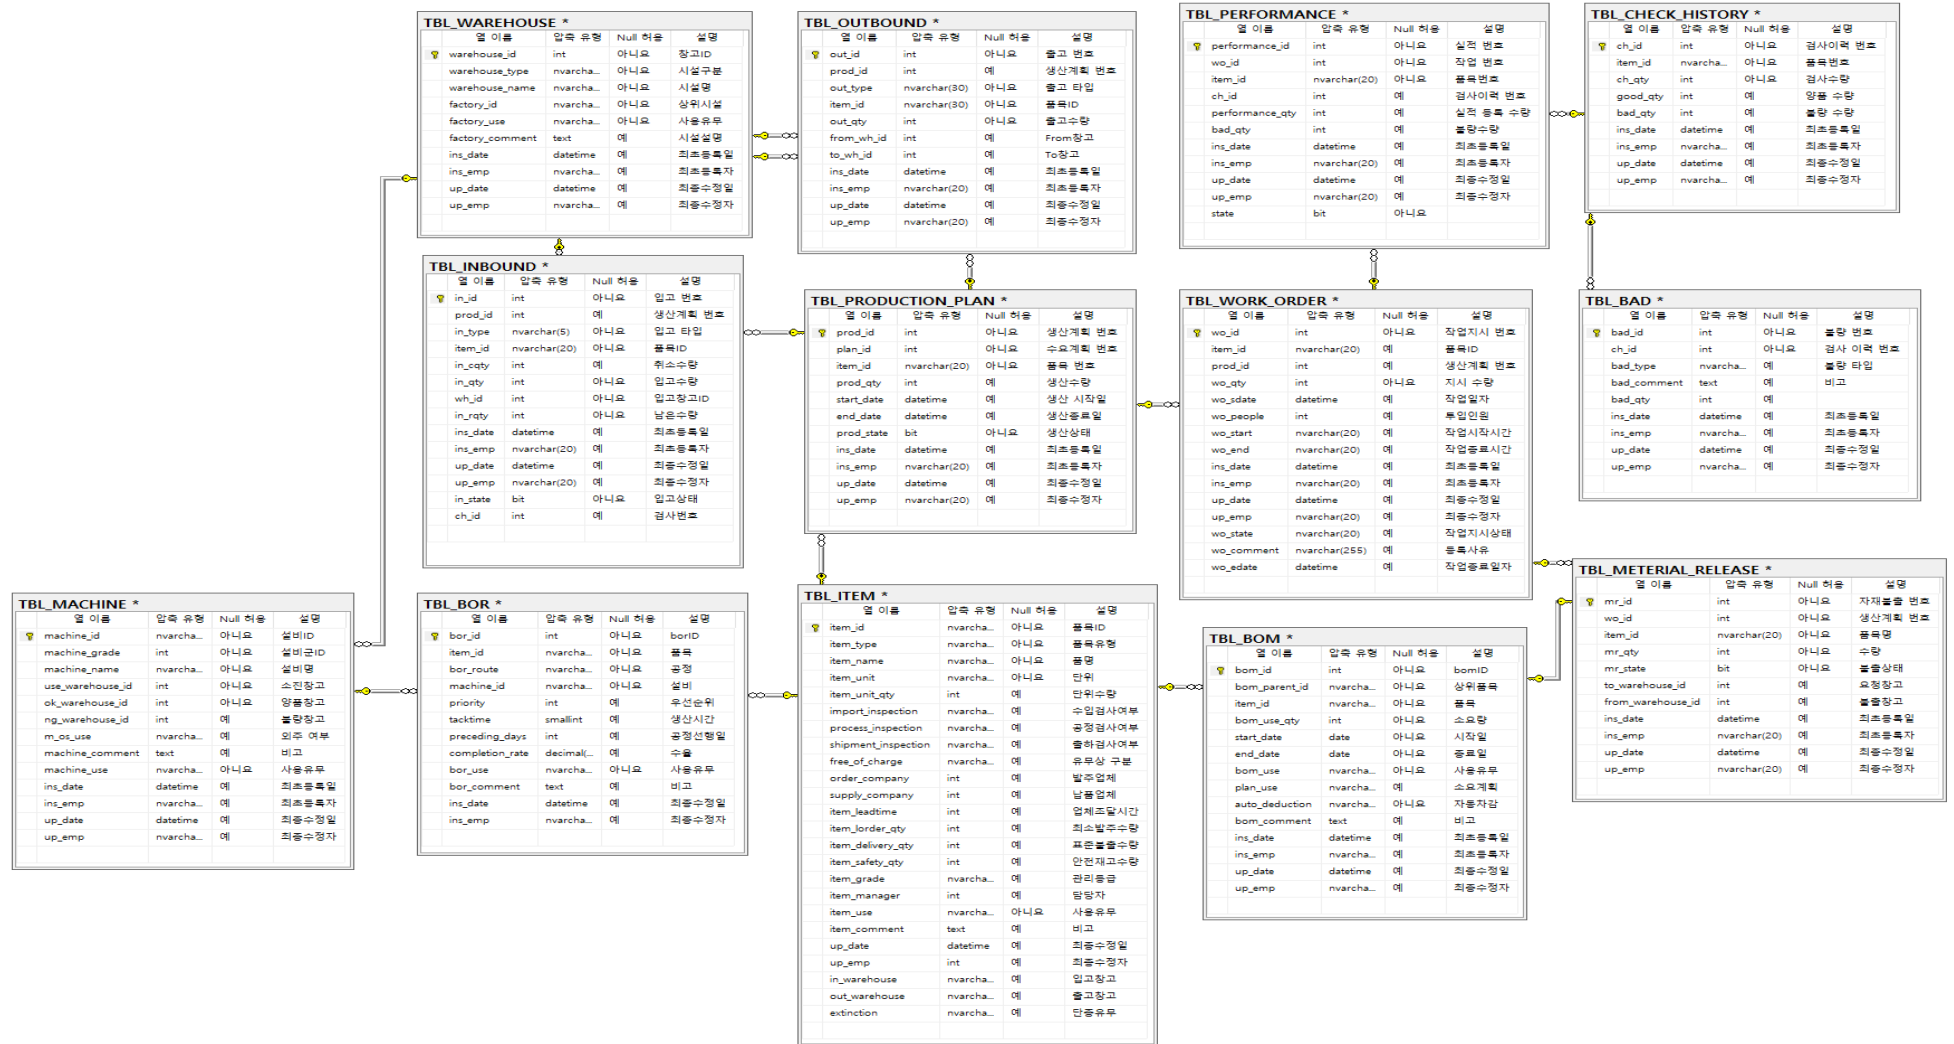 TBL_WAREHOUSE *
열 이름 압축 유형 Null 허용 설명
warehouse_id int 아니요 창고ID
warehouse_type nvarcha... 아니요 시설구분
warehouse_name nvarcha... 아니요 시설명
factory_id nvarcha... 아니요 상위시설
factory_use nvarcha... 아니요 사용유무
factory_comment text 예 시설설명
ins_date datetime 예 최초등록일
ins_emp nvarcha... 예 최초등록자
up_date datetime 예 최종수정일
up_emp nvarcha... 예 최종수정자
TBL_OUTBOUND *
열 이름 압축 유형 Null 허용 설명
out_id int 아니요 출고 번호
prod_id int 예 생산계획 번호
out_type nvarchar(30) 아니요 출고 타입
item_id nvarchar(30) 아니요 품목ID
out_qty int 아니요 출고수량
from_wh_id int 예 From창고
to_wh_id int 예 To창고
ins_date datetime 예 최초등록일
ins_emp nvarchar(20) 예 최초등록자
up_date datetime 예 최종수정일
up_emp nvarchar(20) 예 최종수정자
TBL_PERFORMANCE *
열 이름 압축 유형 Null 허용 설명
performance_id int 아니요 실적 번호
wo_id int 아니요 작업 번호
item_id nvarchar(20) 아니요 품목번호
ch_id int 예 검사이력 번호
performance_qty int 예 실적 등록 수량
bad_qty int 예 불량수량
ins_date datetime 예 최초등록일
ins_emp nvarchar(20) 예 최초등록자
up_date datetime 예 최종수정일
up_emp nvarchar(20) 예 최종수정자
state bit 아니요
TBL_CHECK_HISTORY *
열 이름 압축 유형 Null 허용 설명
ch_id int 아니요 검사이력 번호
item_id nvarcha... 아니요 품목번호
ch_qty int 아니요 검사수량
good_qty int 예 양품 수량
bad_qty int 예 불량 수량
ins_date datetime 예 최초등록일
ins_emp nvarcha... 예 최초등록자
up_date datetime 예 최종수정일
up_emp nvarcha... 예 최종수정자
TBL_INBOUND *
열 이름 압축 유형 Null 허용 설명
in_id int 아니요 입고 번호
prod_id int 예 생산계획 번호
in_type nvarchar(5) 아니요 입고 타입
item_id nvarchar(20) 아니요 품목ID
in_cqty int 예 취소수량
in_qty int 아니요 입고수량
wh_id int 아니요 입고창고ID
in_rqty int 아니요 남은수량
ins_date datetime 예 최초등록일
ins_emp nvarchar(20) 예 최초등록자
up_date datetime 예 최종수정일
up_emp nvarchar(20) 예 최종수정자
in_state bit 아니요 입고상태
ch_id int 예 검사번호
TBL_PRODUCTION_PLAN *
열 이름 압축 유형 Null 허용 설명
prod_id int 아니요 생산계획 번호
plan_id int 아니요 수요계획 번호
item_id nvarchar(20) 아니요 품목 번호
prod_qty int 예 생산수량
start_date datetime 예 생산 시작일
end_date datetime 예 생산종료일
prod_state bit 아니요 생산상태
ins_date datetime 예 최초등록일
ins_emp nvarchar(20) 예 최초등록자
up_date datetime 예 최종수정일
up_emp nvarchar(20) 예 최종수정자
TBL_WORK_ORDER *
열 이름 압축 유형 Null 허용 설명
wo_id int 아니요 작업지시 번호
item_id nvarchar(20) 예 품목ID
prod_id int 예 생산계획 번호
wo_qty int 아니요 지시 수량
wo_sdate datetime 예 작업일자
wo_people int 예 투입인원
wo_start nvarchar(20) 예 작업시작시간
wo_end nvarchar(20) 예 작업종료시간
ins_date datetime 예 최초등록일
ins_emp nvarchar(20) 예 최초등록자
up_date datetime 예 최종수정일
up_emp nvarchar(20) 예 최종수정자
wo_state nvarchar(20) 예 작업지시상태
wo_comment nvarchar(255) 예 등록사유
wo_edate datetime 예 작업종료일자
TBL_BAD *
열 이름 압축 유형 Null 허용 설명
bad_id int 아니요 불량 번호
ch_id int 아니요 검사 이력 번호
bad_type nvarcha... 예 불량 타입
bad_comment text 예 비고
bad_qty int 예
ins_date datetime 예 최초등록일
ins_emp nvarcha... 예 최초등록자
up_date datetime 예 최종수정일
up_emp nvarcha... 예 최종수정자
TBL_MACHINE *
열 이름 압축 유형 Null 허용 설명
machine_id nvarcha... 아니요 설비ID
machine_grade int 아니요 설비군ID
machine_name nvarcha... 아니요 설비명
use_warehouse_id int 아니요 소진창고
ok_warehouse_id int 아니요 양품창고
ng_warehouse_id int 예 불량창고
m_os_use nvarcha... 예 외주 여부
machine_comment text 예 비고
machine_use nvarcha... 아니요 사용유무
ins_date datetime 예 최초등록일
ins_emp nvarcha... 예 최초등록자
up_date datetime 예 최종수정일
up_emp nvarcha... 예 최종수정자
TBL_BOR *
열 이름 압축 유형 Null 허용 설명
bor_id int 아니요 borID
item_id nvarcha... 아니요 품목
bor_route nvarcha... 아니요 공정
machine_id nvarcha... 아니요 설비
priority int 예 우선순위
tacktime smallint 예 생산시간
preceding_days int 예 공정선행일
completion_rate decimal(... 예 수율
bor_use nvarcha... 아니요 사용유무
bor_comment text 예 비고
ins_date datetime 예 최종수정일
ins_emp nvarcha... 예 최종수정자
TBL_ITEM *
열 이름 압축 유형 Null 허용 설명
item_id nvarcha... 아니요 품목ID
item_type nvarcha... 아니요 품목유형
item_name nvarcha... 아니요 품명
item_unit nvarcha... 아니요 단위
item_unit_qty int 예 단위수량
import_inspection nvarcha... 예 수입검사여부
process_inspection nvarcha... 예 공정검사여부
shipment_inspection nvarcha... 예 출하검사여부
free_of_charge nvarcha... 예 유무상 구분
order_company int 예 발주업체
supply_company int 예 납품업체
item_leadtime int 예 업체조달시간
item_lorder_qty int 예 최소발주수량
item_delivery_qty int 예 표준불출수량
item_safety_qty int 예 안전재고수량
item_grade nvarcha... 예 관리등급
item_manager int 예 담당자
item_use nvarcha... 아니요 사용유무
item_comment text 예 비고
up_date datetime 예 최종수정일
up_emp int 예 최종수정자
in_warehouse nvarcha... 예 입고창고
out_warehouse nvarcha... 예 출고창고
extinction nvarcha... 예 단종유무
TBL_BOM *
열 이름 압축 유형 Null 허용 설명
bom_id int 아니요 bomID
bom_parent_id nvarcha... 아니요 상위품목
item_id nvarcha... 아니요 품목
bom_use_qty int 아니요 소요량
start_date date 아니요 시작일
end_date date 아니요 종료일
bom_use nvarcha... 아니요 사용유무
plan_use nvarcha... 예 소요계획
auto_deduction nvarcha... 아니요 자동차감
bom_comment text 예 비고
ins_date datetime 예 최초등록일
ins_emp nvarcha... 예 최초등록자
up_date datetime 예 최종수정일
up_emp nvarcha... 예 최종수정자
TBL_METERIAL_RELEASE *
열 이름 압축 유형 Null 허용 설명
mr_id int 아니요 자재불출 번호
wo_id int 아니요 생산계획 번호
item_id nvarchar(20) 아니요 품목명
mr_qty int 아니요 수량
mr_state bit 아니요 불출상태
to_warehouse_id int 예 요청창고
from_warehouse_id int 예 불출창고
ins_date datetime 예 최초등록일
ins_emp nvarchar(20) 예 최초등록자
up_date datetime 예 최종수정일
up_emp nvarchar(20) 예 최종수정자